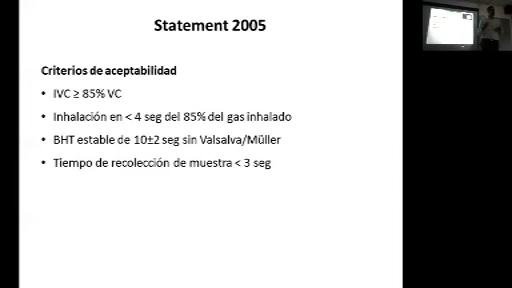 Statement 2005
Criterios de aceptabilidad
• IVC ≥ 85% VC
• Inhalación en < 4 seg del 85% del gas inhalado
• BHT estable de 10±2 seg sin Valsalva/Müller
• Tiempo de recolección de muestra < 3 seg